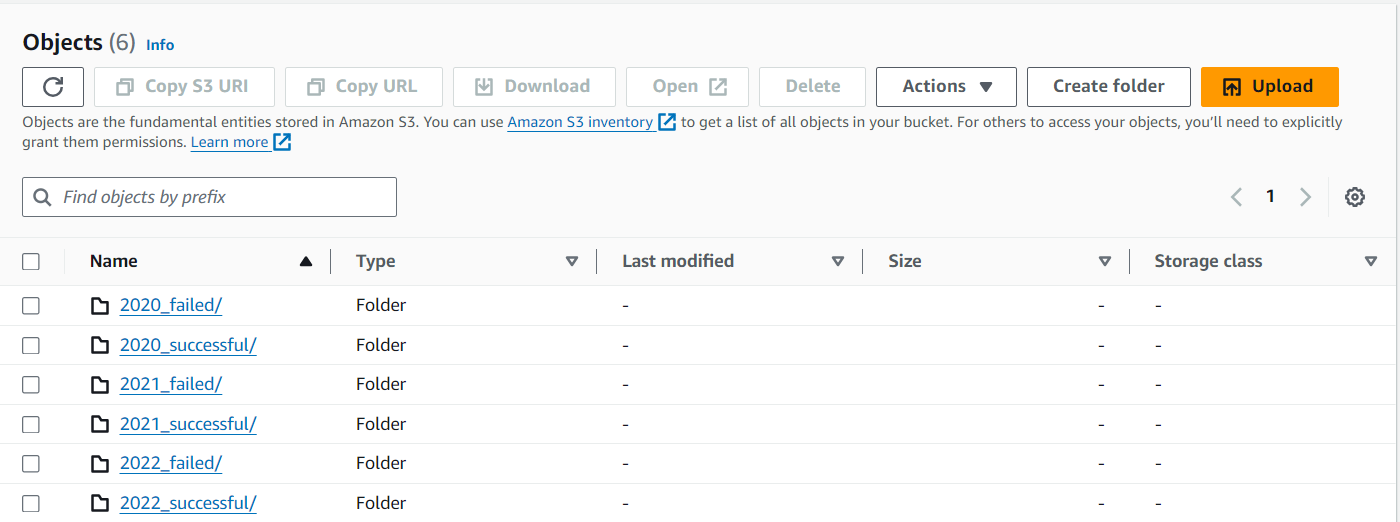 Objects (6) Info
Copy S3 URI Copy URL Download Open Delete Actions Create folder Upload
Objects are the fundamental entities stored in Amazon S3. You can use Amazon S3 inventory to get a list of all objects in your bucket. For others to access your objects, you'll need to explicitly
grant them permissions. Learn more
Find objects by prefix 1
Name Type Last modified Size Storage class
2020_failed/ Folder - - -
2020_successful/ Folder - - -
2021_failed/ Folder - - -
2021_successful/ Folder - - -
2022_failed/ Folder - - -
2022_successful/ Folder - - -